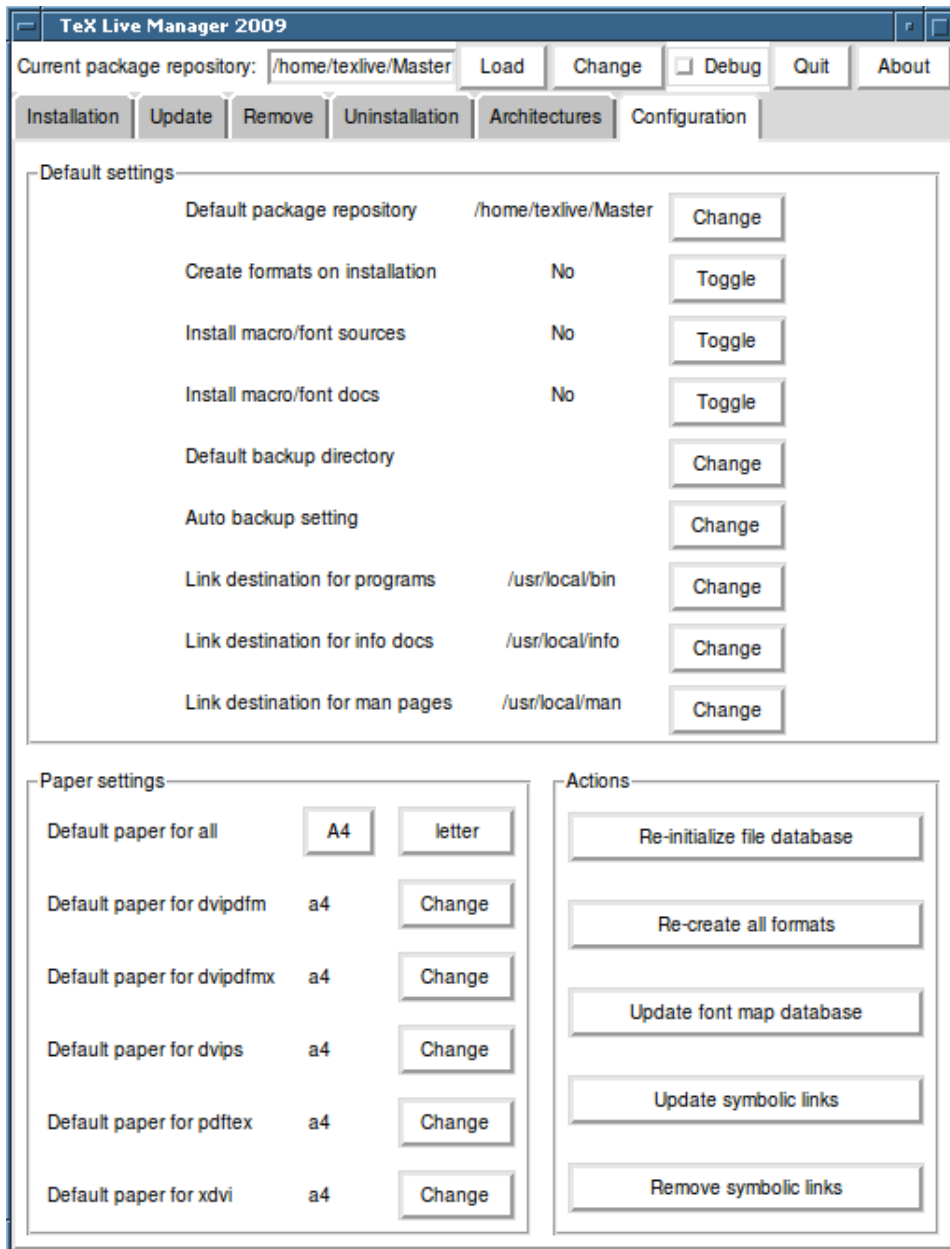 TeX Live Manager 2009
Current package repository: /home/texlive/Master Load Change Debug Quit About
Installation Update Remove Uninstallation Architectures Configuration
Default settings
Default package repository /home/texlive/Master Change
Create formats on installation No Toggle
Install macro/font sources No Toggle
Install macro/font docs No Toggle
Default backup directory Change
Auto backup setting Change
Link destination for programs /usr/local/bin Change
Link destination for info docs /usr/local/info Change
Link destination for man pages /usr/local/man Change
Paper settings
Default paper for all A4 letter
Default paper for dvipdfm a4 Change
Default paper for dvipdfmx a4 Change
Default paper for dvips a4 Change
Default paper for pdftex a4 Change
Default paper for xdvi a4 Change
Actions
Re-initialize file database
Re-create all formats
Update font map database
Update symbolic links
Remove symbolic links